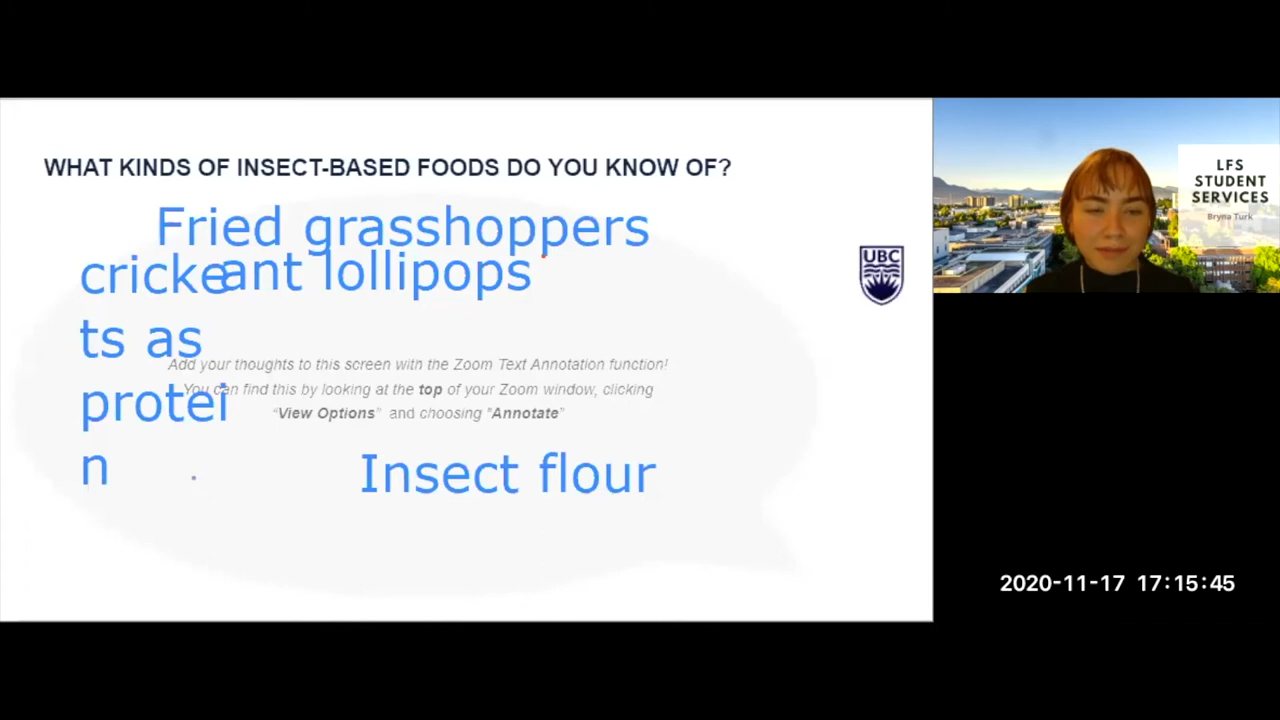 WHAT KINDS OF INSECT-BASED FOODS DO YOU KNOW OF?
Fried grasshoppers
ant lollipops
cricke
ts as
protei
n
Add your thoughts to this screen with the Zoom Text Annotation function!
You can find this by looking at the top of your Zoom window, clicking
“View Options” and choosing "Annotate”
Insect flour
UBC
LFS
STUDENT
SERVICES
Bryna Turk
2020-11-17 17:15:45